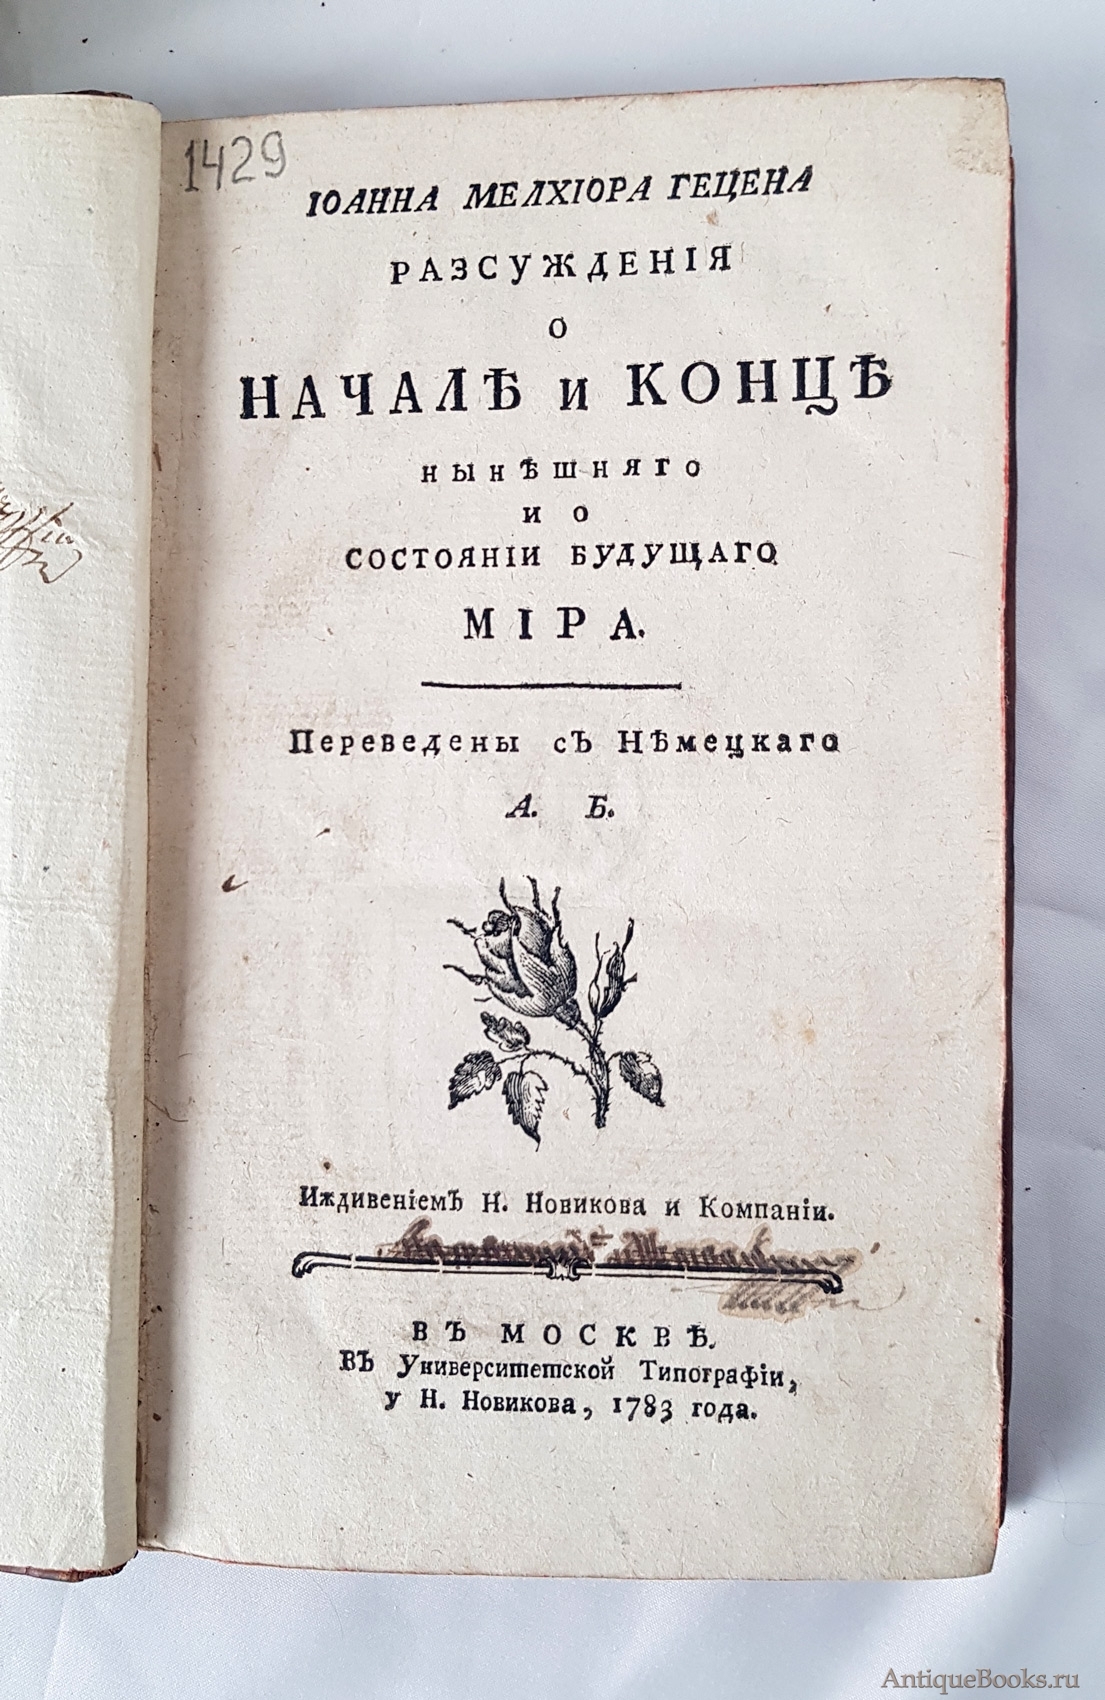 1429
ІОАННА МЕЛХІОРА ГЕЦЕНА
РАЗСУЖДЕНІЯ
О
НАЧАЛѢ И КОНЦѢ
НЫНѢШНЯГО
И О
СОСТОЯНІИ БУДУЩАГО
МІРА.
Переведены съ Нѣмецкаго
А. Б.
Иждивеніемъ Н. Новикова и Компаніи.
ВЪ МОСКВѢ.
Въ Университетской Типографіи,
у Н. Новикова, 1783 года.
AntiqueBooks.ru